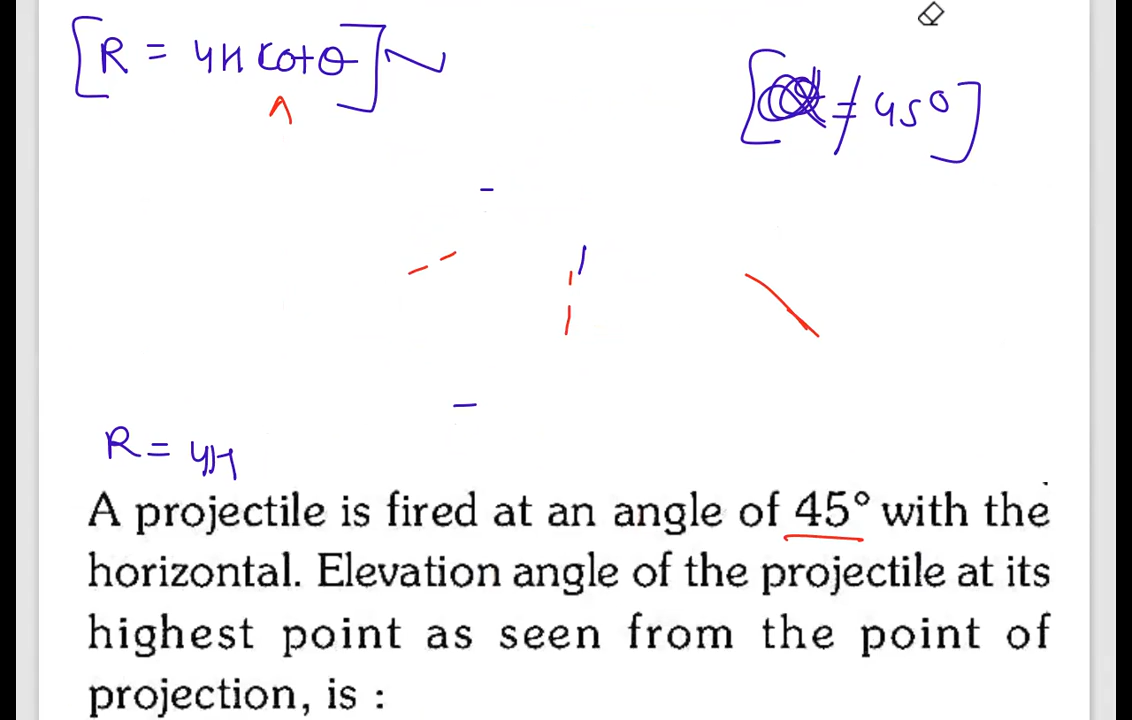 [R = 4H cotθ]
[≠ 45°]
R = 4H
A projectile is fired at an angle of 45° with the
horizontal. Elevation angle of the projectile at its
highest point as seen from the point of
projection, is :